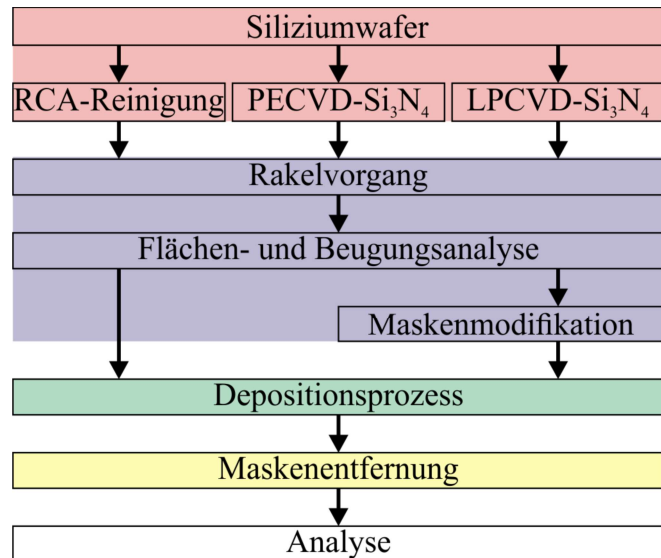 Siliziumwafer
RCA-Reinigung PECVD-Si₃N₄ LPCVD-Si₃N₄
Rakelvorgang
Flächen- und Beugungsanalyse
Maskenmodifikation
Depositionsprozess
Maskenentfernung
Analyse